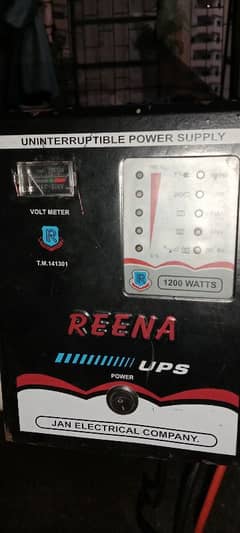 UNINTERRUPTIBLE POWER SUPPLY
VOLT METER
R
T.M.141301
1200 WATTS
REENA
UPS
POWER
JAN ELECTRICAL COMPANY.